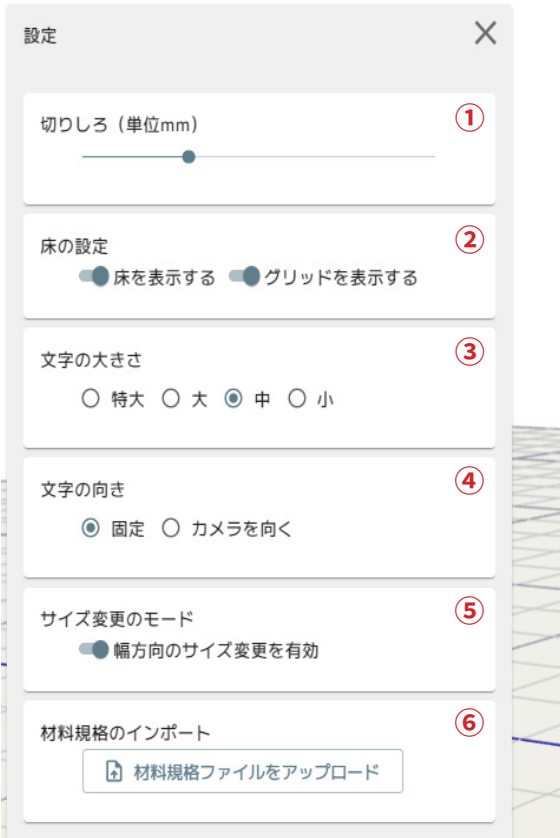 設定
切りしろ（単位mm） ①
床の設定 ②
床を表示する グリッドを表示する
文字の大きさ ③
特大 大 中 小
文字の向き ④
固定 カメラを向く
サイズ変更のモード ⑤
幅方向のサイズ変更を有効
材料規格のインポート ⑥
材料規格ファイルをアップロード